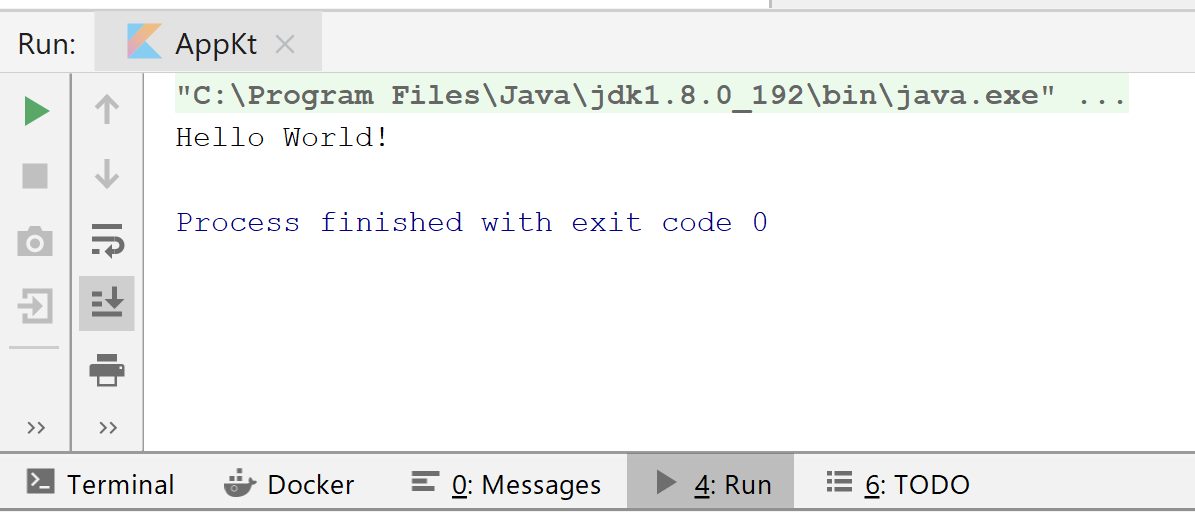 Run: AppKt
"C:\Program Files\Java\jdk1.8.0_192\bin\java.exe" ...
Hello World!
Process finished with exit code 0
Terminal Docker 0: Messages 4: Run 6: TODO